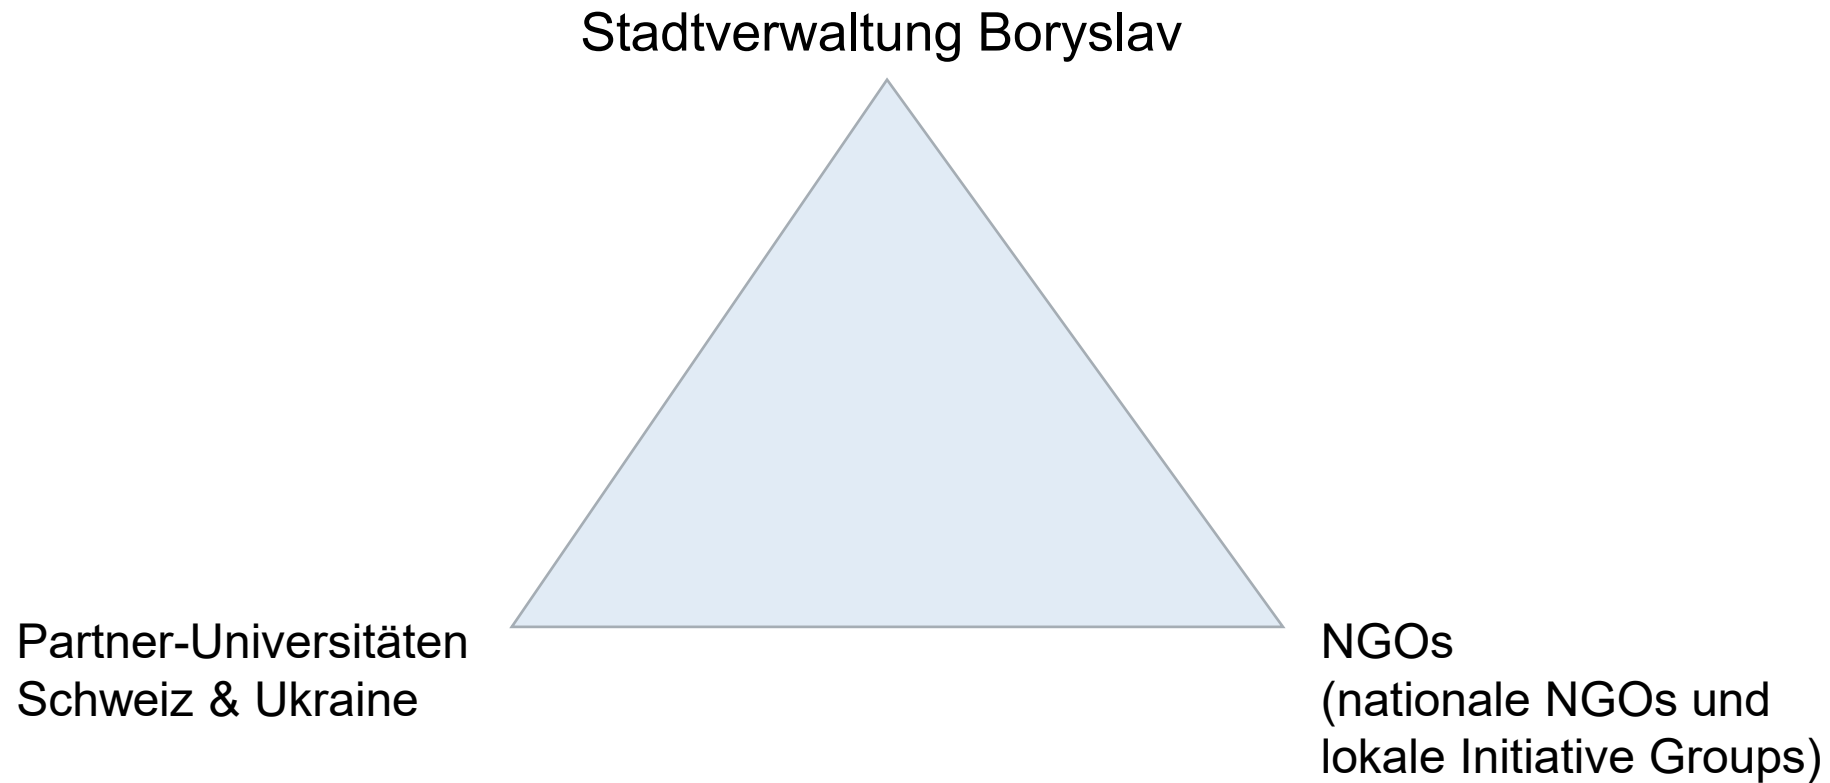 Stadtverwaltung Boryslav
Partner-Universitäten
Schweiz & Ukraine
NGOs
(nationale NGOs und
lokale Initiative Groups)